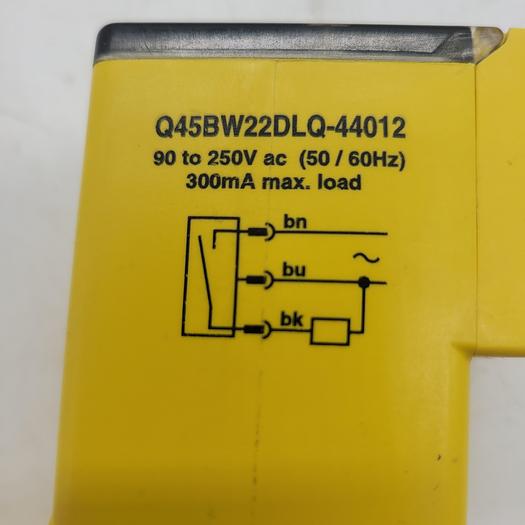 Q45BW22DLQ-44012
90 to 250V ac (50 / 60Hz)
300mA max. load
bn
~
bu
bk